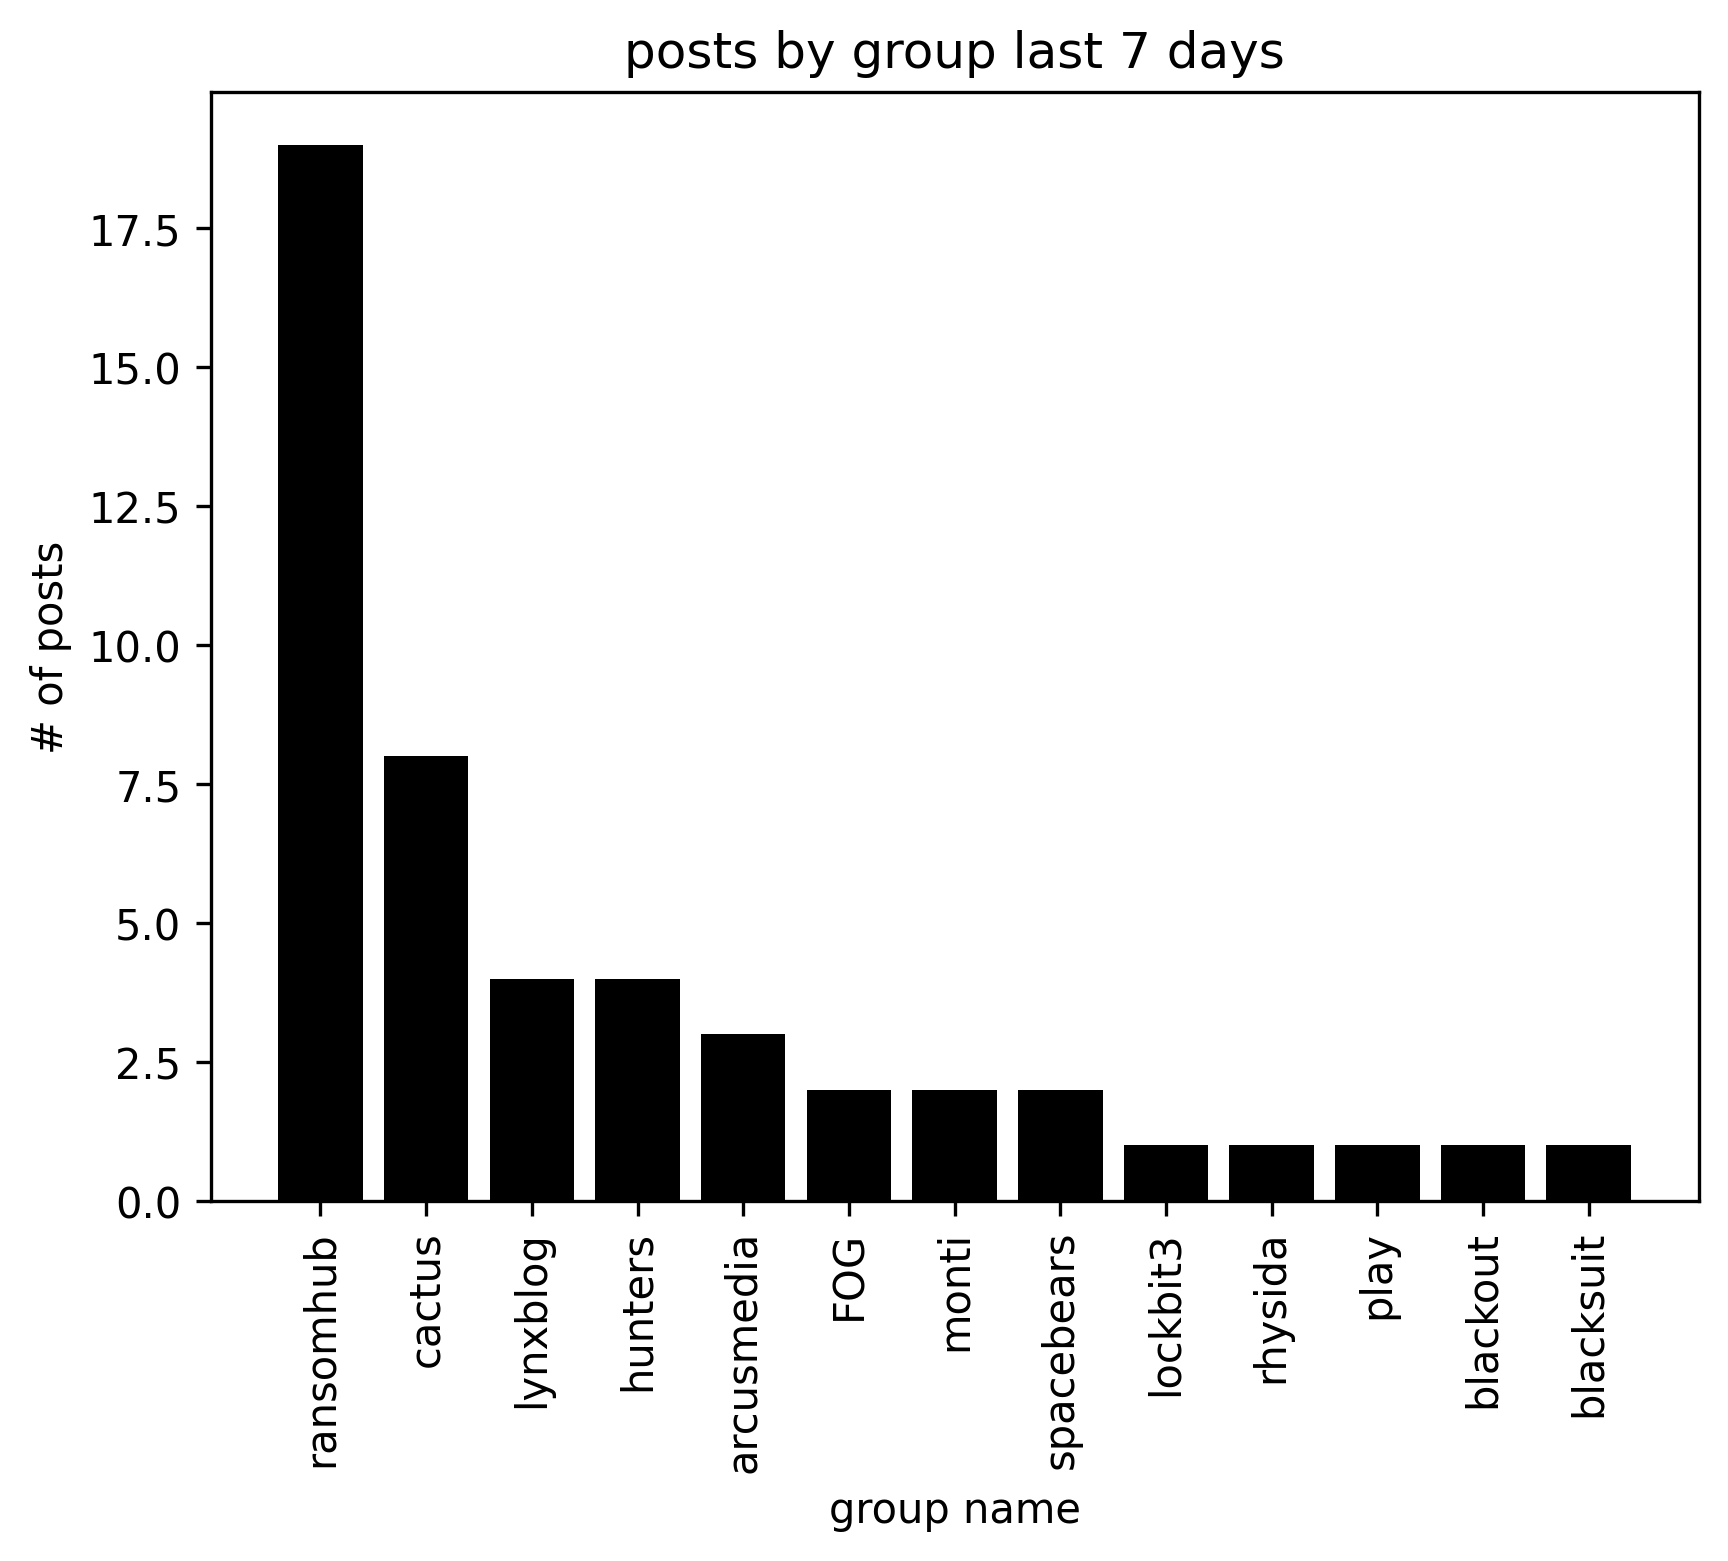 posts by group last 7 days
# of posts
17.5
15.0
12.5
10.0
7.5
5.0
2.5
0.0
ransomhub
cactus
lynxblog
hunters
arcusmedia
FOG
monti
spacebears
lockbit3
rhysida
play
blackout
blacksuit
group name